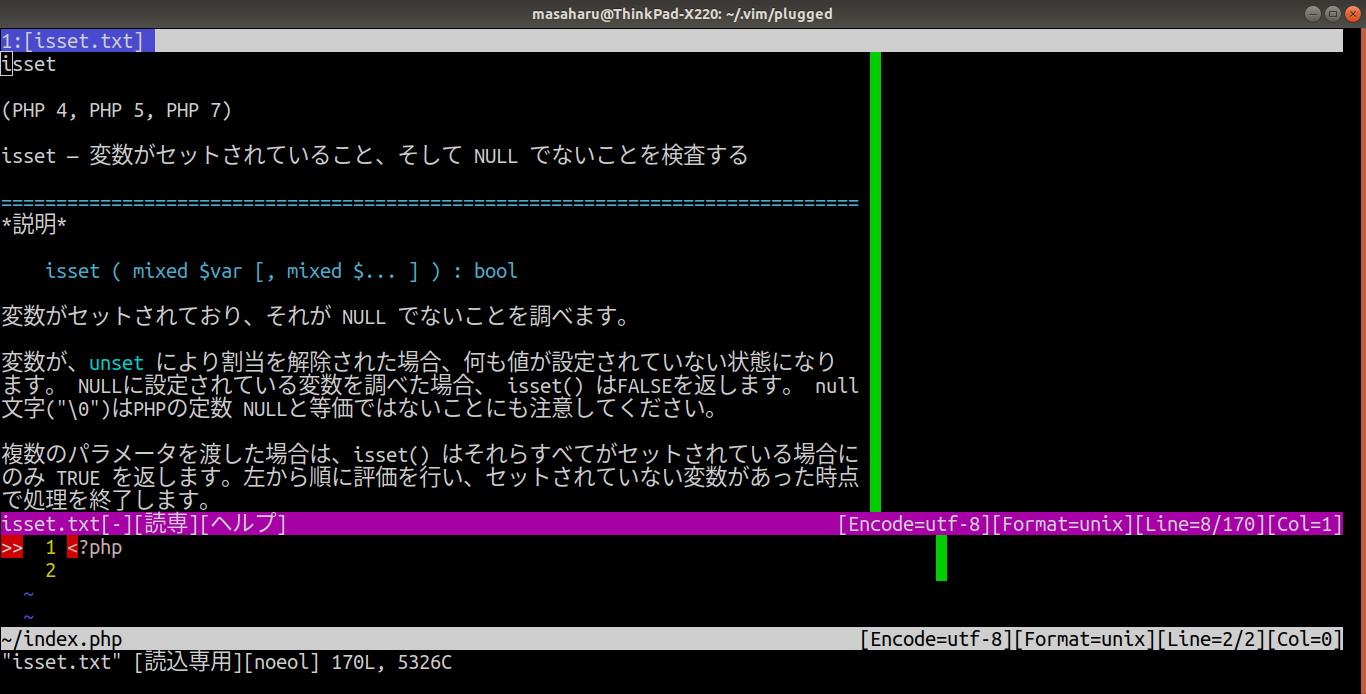 masaharu@ThinkPad-X220: ~/.vim/plugged
1:[isset.txt]
isset
(PHP 4, PHP 5, PHP 7)
isset — 変数がセットされていること、そして NULL でないことを検査する
==============================================================================
*説明*
isset ( mixed $var [, mixed $... ] ) : bool
変数がセットされており、それが NULL でないことを調べます。
変数が、unset により割当を解除された場合、何も値が設定されていない状態になり
ます。 NULLに設定されている変数を調べた場合、 isset() はFALSEを返します。 null
文字("\0")はPHPの定数 NULLと等価ではないことにも注意してください。
複数のパラメータを渡した場合は、isset() はそれらすべてがセットされている場合に
のみ TRUE を返します。左から順に評価を行い、セットされていない変数があった時点
で処理を終了します。
isset.txt[-][読専][ヘルプ] [Encode=utf-8][Format=unix][Line=8/170][Col=1]
>> 1 <?php
2
~
~
~/index.php [Encode=utf-8][Format=unix][Line=2/2][Col=0]
"isset.txt" [読込専用][noeol] 170L, 5326C